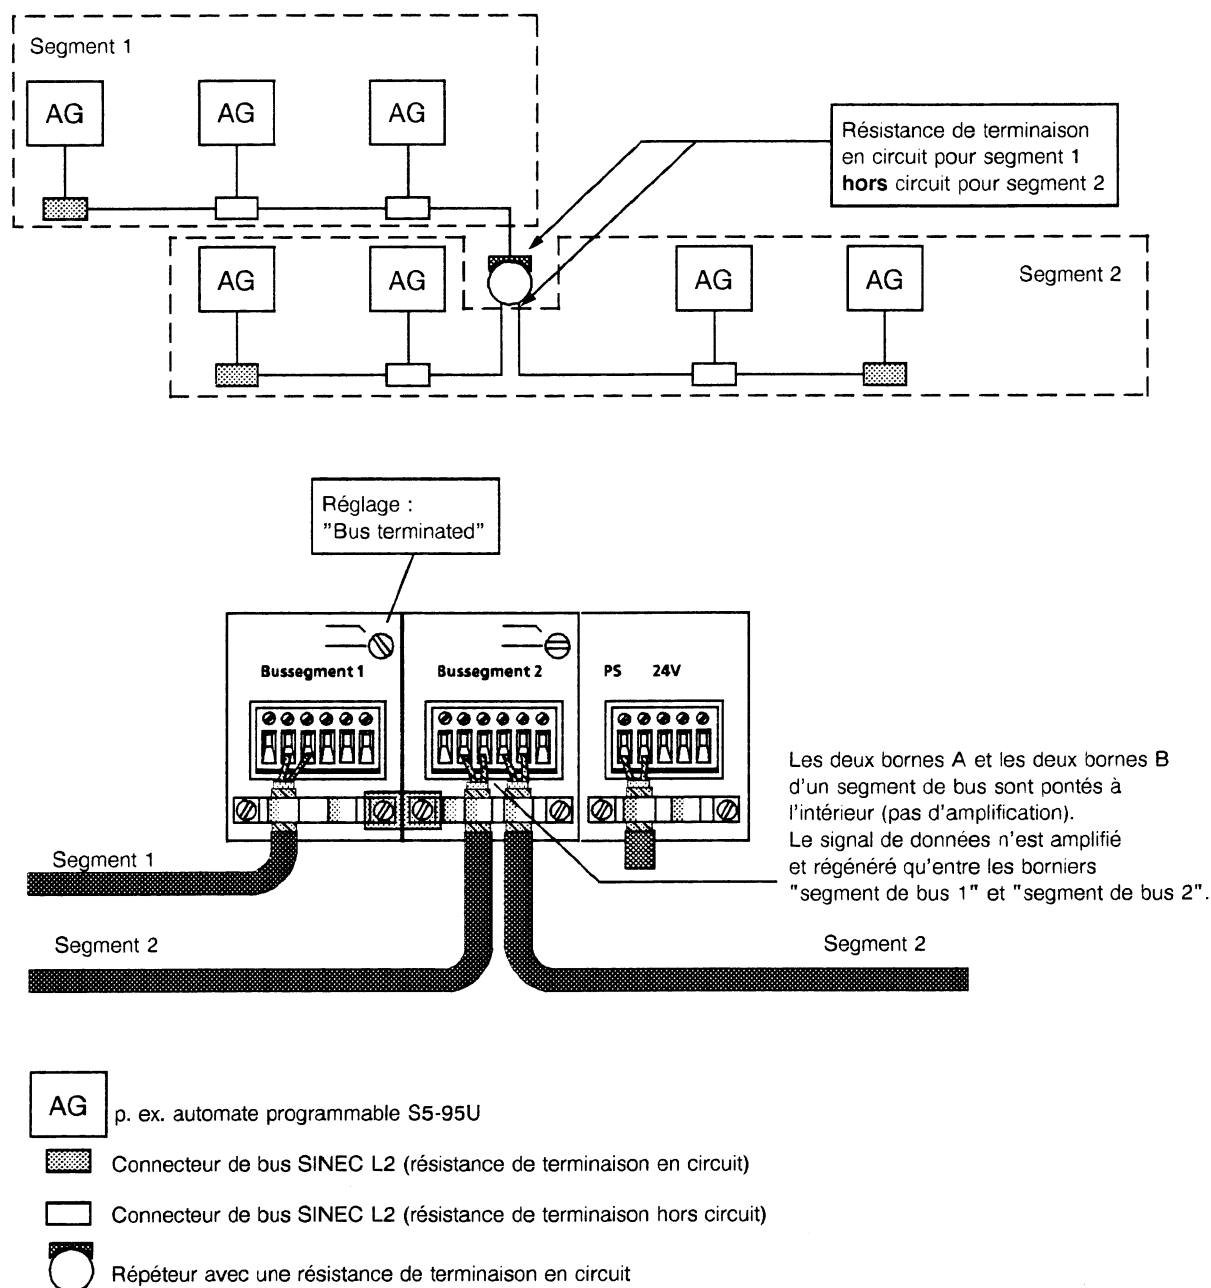 Segment 1
AG
AG
AG
Résistance de terminaison
en circuit pour segment 1
hors circuit pour segment 2
AG
AG
AG
AG
Segment 2
Réglage :
"Bus terminated"
Bussegment 1
Bussegment 2
PS 24V
Les deux bornes A et les deux bornes B
d'un segment de bus sont pontés à
l'intérieur (pas d'amplification).
Le signal de données n'est amplifié
et régénéré qu'entre les borniers
"segment de bus 1" et "segment de bus 2".
Segment 1
Segment 2
Segment 2
AG
p. ex. automate programmable S5-95U
Connecteur de bus SINEC L2 (résistance de terminaison en circuit)
Connecteur de bus SINEC L2 (résistance de terminaison hors circuit)
Répéteur avec une résistance de terminaison en circuit